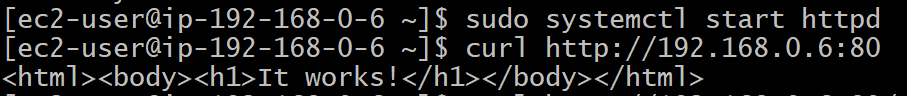 [ec2-user@ip-192-168-0-6 ~]$ sudo systemctl start httpd
[ec2-user@ip-192-168-0-6 ~]$ curl http://192.168.0.6:80
<html><body><h1>It works!</h1></body></html>